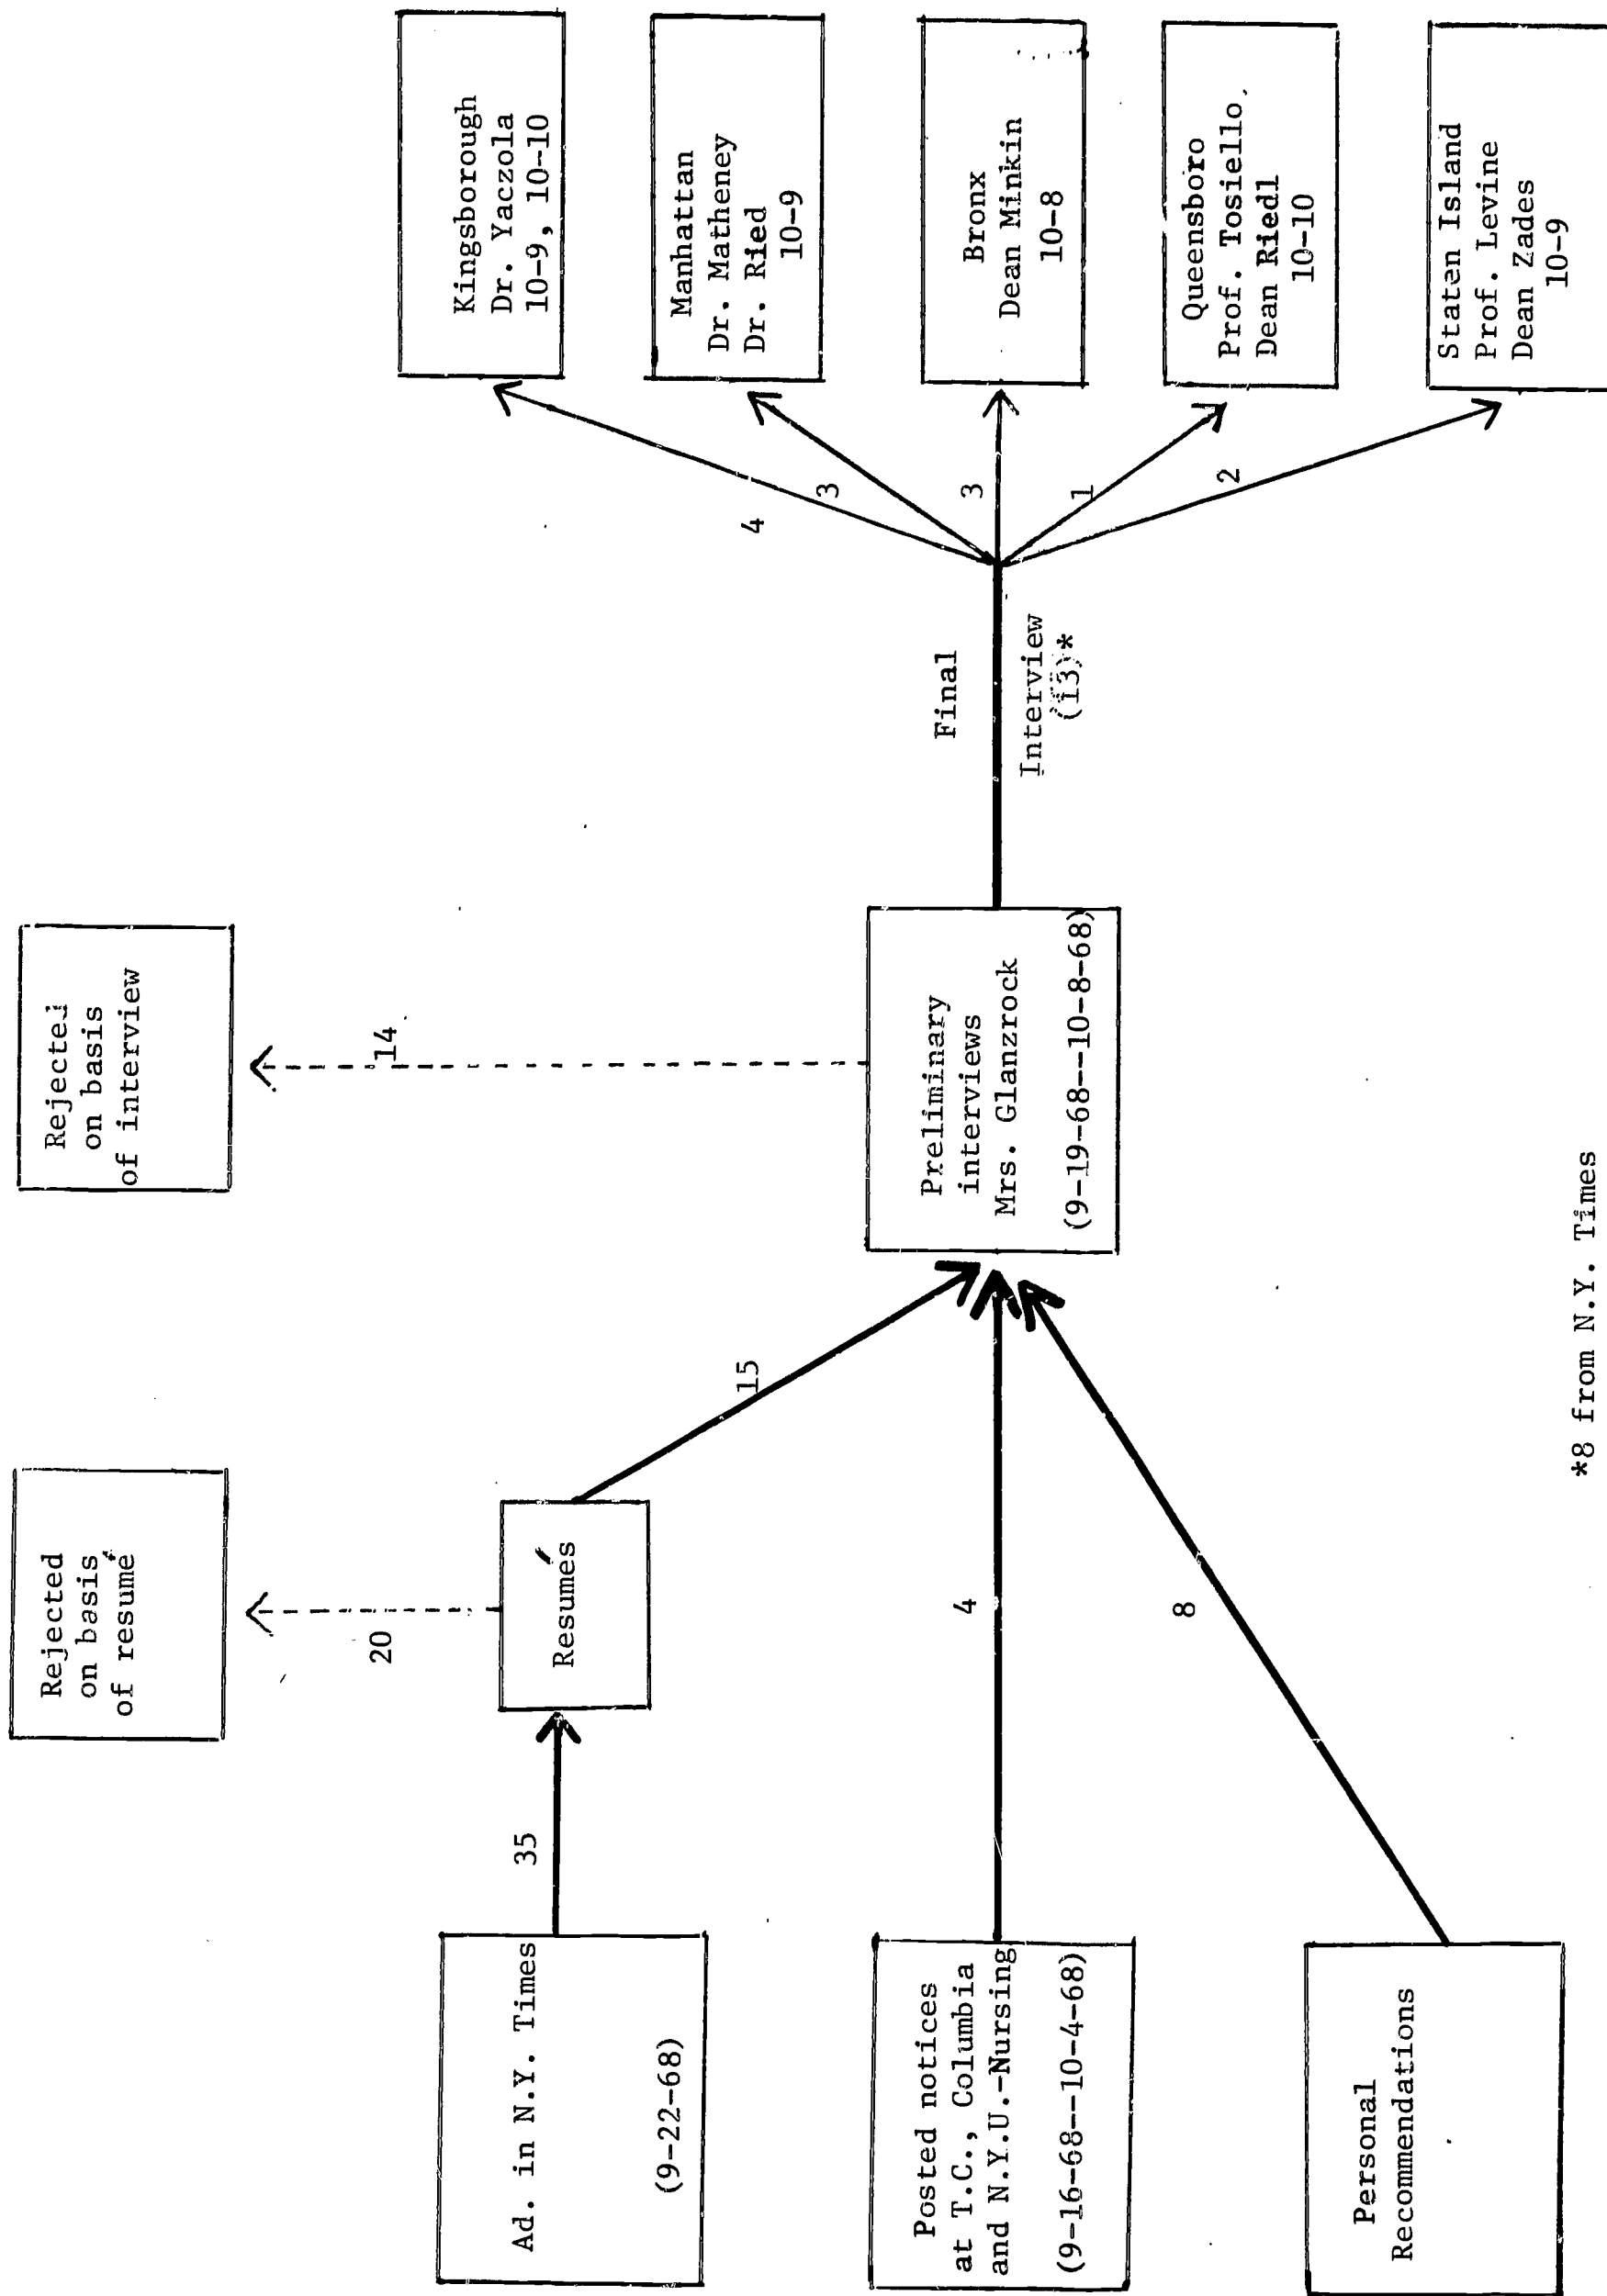 Rejected
on basis
of resume
Rejected
on basis
of interview
20
14
Ad. in N.Y. Times
(9-22-68)
35
Resumés
15
Posted notices
at T.C., Columbia
and N.Y.U.-Nursing
(9-16-68--10-4-68)
4
Personal
Recommendations
8
Preliminary
interviews
Mrs. Glanzrock
(9-19-68--10-8-68)
Final
Interview
(13)*
4
3
3
1
2
Kingsborough
Dr. Yaczola
10-9, 10-10
Manhattan
Dr. Matheney
Dr. Ried
10-9
Bronx
Dean Minkin
10-8
Queensboro
Prof. Tosiello,
Dean Riedl
10-10
Staten Island
Prof. Levine
Dean Zades
10-9
*8 from N.Y. Times